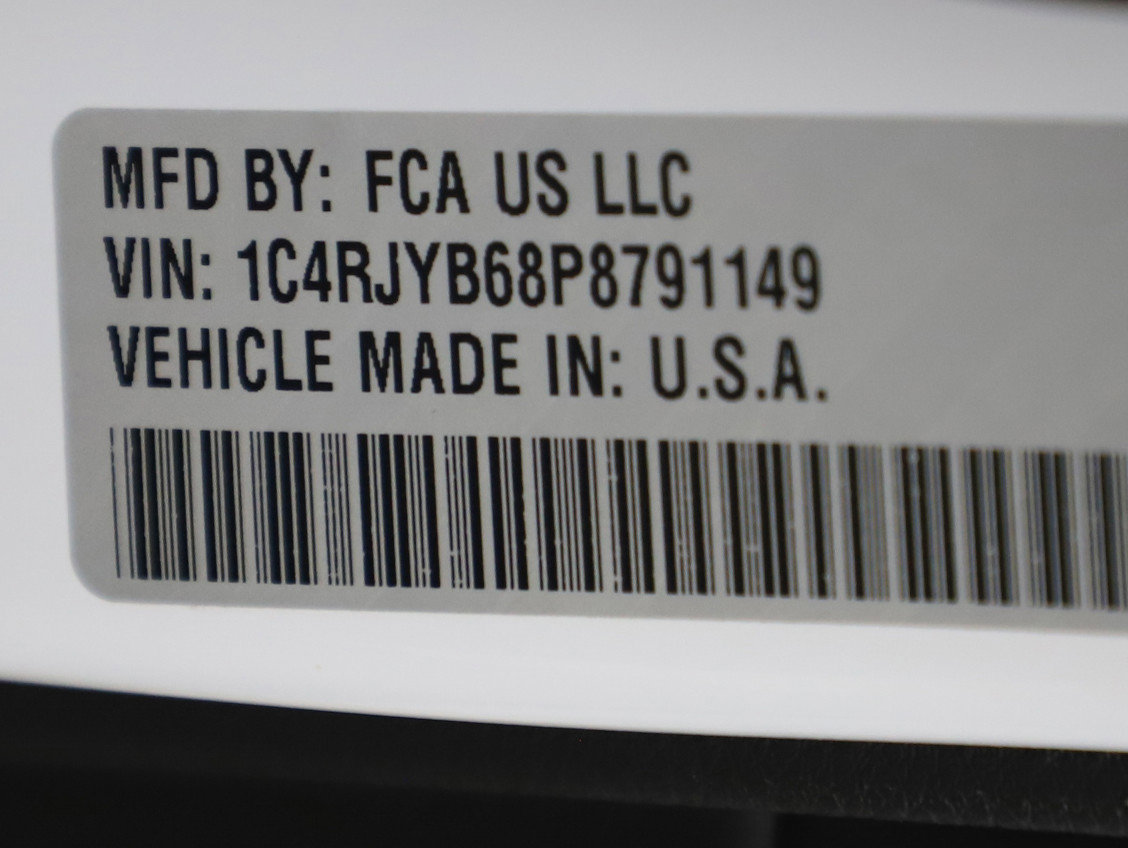 MFD BY: FCA US LLC
VIN: 1C4RJYB68P8791149
VEHICLE MADE IN: U.S.A.